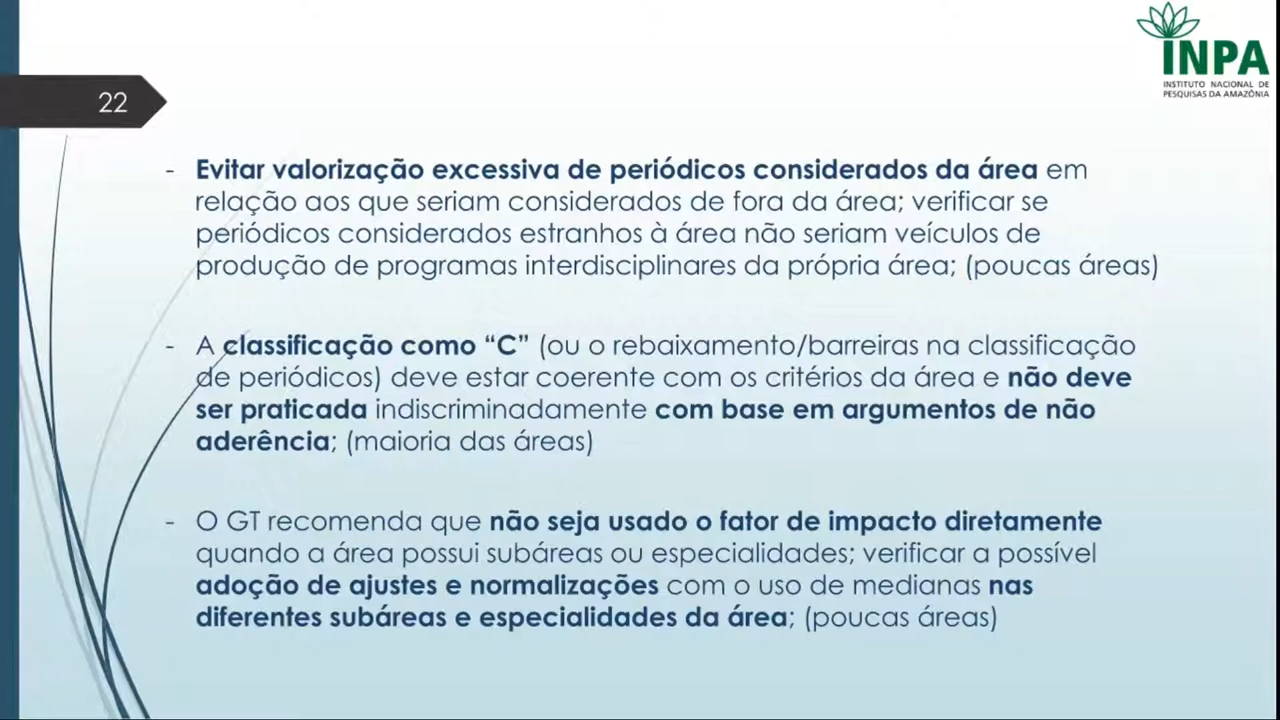 INPA
INSTITUTO NACIONAL DE
PESQUISAS DA AMAZÔNIA
22
- Evitar valorização excessiva de periódicos considerados da área em
relação aos que seriam considerados de fora da área; verificar se
periódicos considerados estranhos à área não seriam veículos de
produção de programas interdisciplinares da própria área; (poucas áreas)
- A classificação como “C” (ou o rebaixamento/barreiras na classificação
de periódicos) deve estar coerente com os critérios da área e não deve
ser praticada indiscriminadamente com base em argumentos de não
aderência; (maioria das áreas)
- O GT recomenda que não seja usado o fator de impacto diretamente
quando a área possui subáreas ou especialidades; verificar a possível
adoção de ajustes e normalizações com o uso de medianas nas
diferentes subáreas e especialidades da área; (poucas áreas)